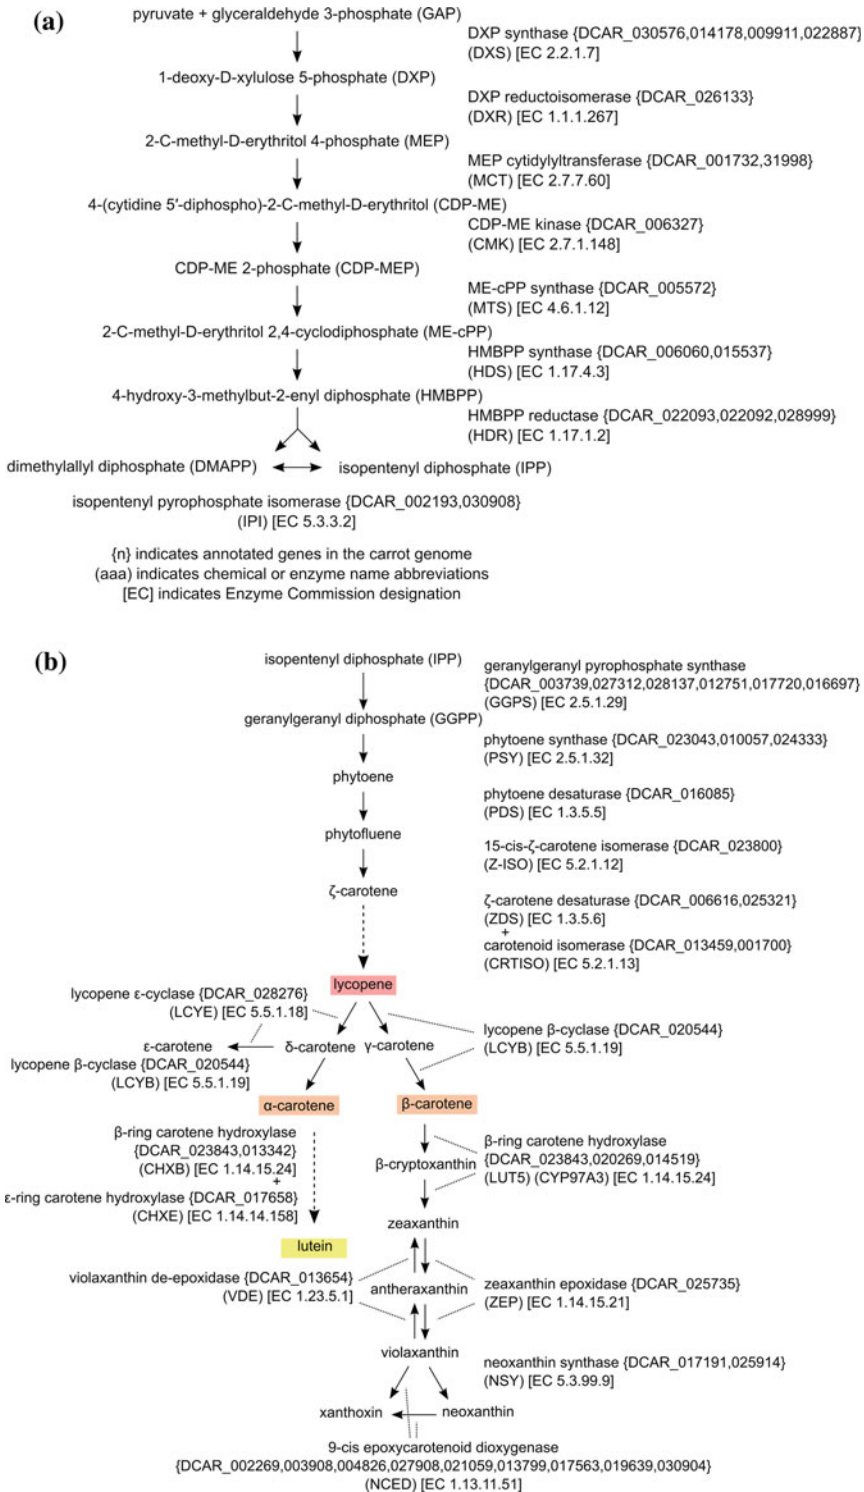 (a)
pyruvate + glyceraldehyde 3-phosphate (GAP)
DXP synthase {DCAR_030576,014178,009911,022887}
(DXS) [EC 2.2.1.7]
1-deoxy-D-xylulose 5-phosphate (DXP)
DXP reductoisomerase {DCAR_026133}
(DXR) [EC 1.1.1.267]
2-C-methyl-D-erythritol 4-phosphate (MEP)
MEP cytidylyltransferase {DCAR_001732,31998}
(MCT) [EC 2.7.7.60]
4-(cytidine 5'-diphospho)-2-C-methyl-D-erythritol (CDP-ME)
CDP-ME kinase {DCAR_006327}
(CMK) [EC 2.7.1.148]
CDP-ME 2-phosphate (CDP-MEP)
ME-cPP synthase {DCAR_005572}
(MTS) [EC 4.6.1.12]
2-C-methyl-D-erythritol 2,4-cyclodiphosphate (ME-cPP)
HMBPP synthase {DCAR_006060,015537}
(HDS) [EC 1.17.4.3]
4-hydroxy-3-methylbut-2-enyl diphosphate (HMBPP)
HMBPP reductase {DCAR_022093,022092,028999}
(HDR) [EC 1.17.1.2]
dimethylallyl diphosphate (DMAPP)
isopentenyl diphosphate (IPP)
isopentenyl pyrophosphate isomerase {DCAR_002193,030908}
(IPI) [EC 5.3.3.2]
{n} indicates annotated genes in the carrot genome
(aaa) indicates chemical or enzyme name abbreviations
[EC] indicates Enzyme Commission designation
(b)
isopentenyl diphosphate (IPP)
geranylgeranyl pyrophosphate synthase
{DCAR_003739,027312,028137,012751,017720,016697}
(GGPS) [EC 2.5.1.29]
geranylgeranyl diphosphate (GGPP)
phytoene synthase {DCAR_023043,010057,024333}
(PSY) [EC 2.5.1.32]
phytoene
phytoene desaturase {DCAR_016085}
(PDS) [EC 1.3.5.5]
phytofluene
15-cis-ζ-carotene isomerase {DCAR_023800}
(Z-ISO) [EC 5.2.1.12]
ζ-carotene
ζ-carotene desaturase {DCAR_006616,025321}
(ZDS) [EC 1.3.5.6]
+
carotenoid isomerase {DCAR_013459,001700}
(CRTISO) [EC 5.2.1.13]
lycopene
lycopene ε-cyclase {DCAR_028276}
(LCYE) [EC 5.5.1.18]
lycopene β-cyclase {DCAR_020544}
(LCYB) [EC 5.5.1.19]
ε-carotene
δ-carotene
γ-carotene
lycopene β-cyclase {DCAR_020544}
(LCYB) [EC 5.5.1.19]
α-carotene
β-carotene
β-ring carotene hydroxylase
{DCAR_023843,013342}
(CHXB) [EC 1.14.15.24]
+
ε-ring carotene hydroxylase {DCAR_017658}
(CHXE) [EC 1.14.14.158]
β-ring carotene hydroxylase
{DCAR_023843,020269,014519}
(LUT5) (CYP97A3) [EC 1.14.15.24]
β-cryptoxanthin
zeaxanthin
lutein
violaxanthin de-epoxidase {DCAR_013654}
(VDE) [EC 1.23.5.1]
antheraxanthin
zeaxanthin epoxidase {DCAR_025735}
(ZEP) [EC 1.14.15.21]
violaxanthin
neoxanthin synthase {DCAR_017191,025914}
(NSY) [EC 5.3.99.9]
xanthoxin
neoxanthin
9-cis epoxycarotenoid dioxygenase
{DCAR_002269,003908,004826,027908,021059,013799,017563,019639,030904}
(NCED) [EC 1.13.11.51]